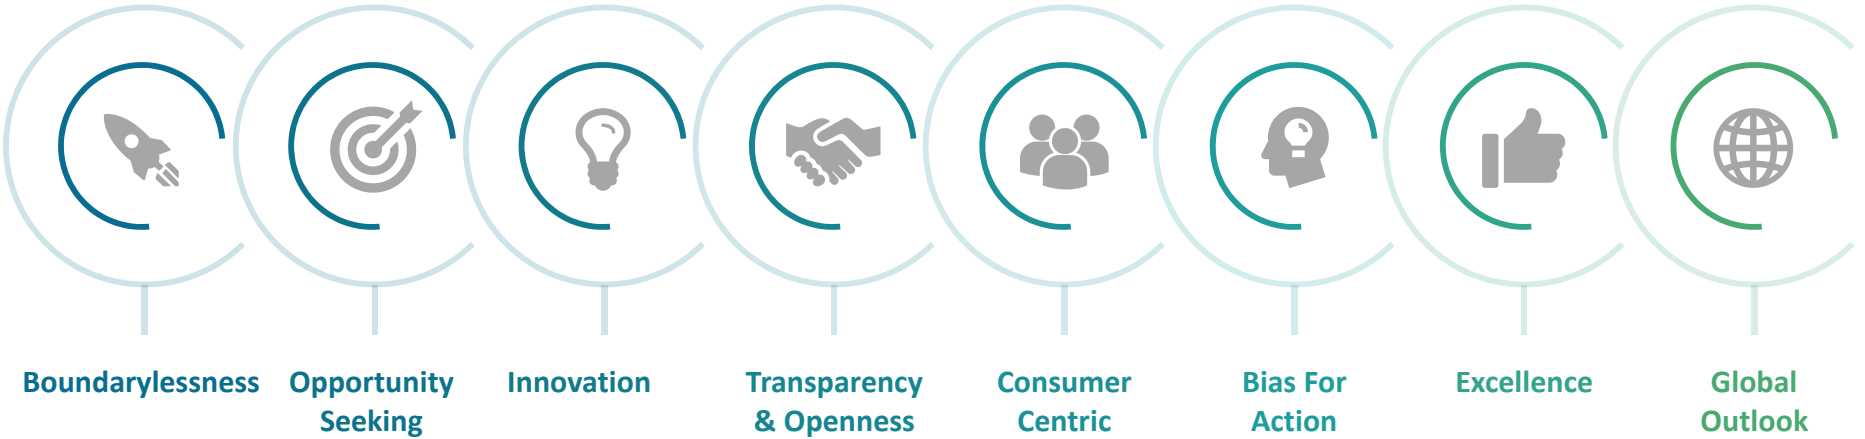 Boundarylessness
Opportunity
Seeking
Innovation
Transparency
& Openness
Consumer
Centric
Bias For
Action
Excellence
Global
Outlook